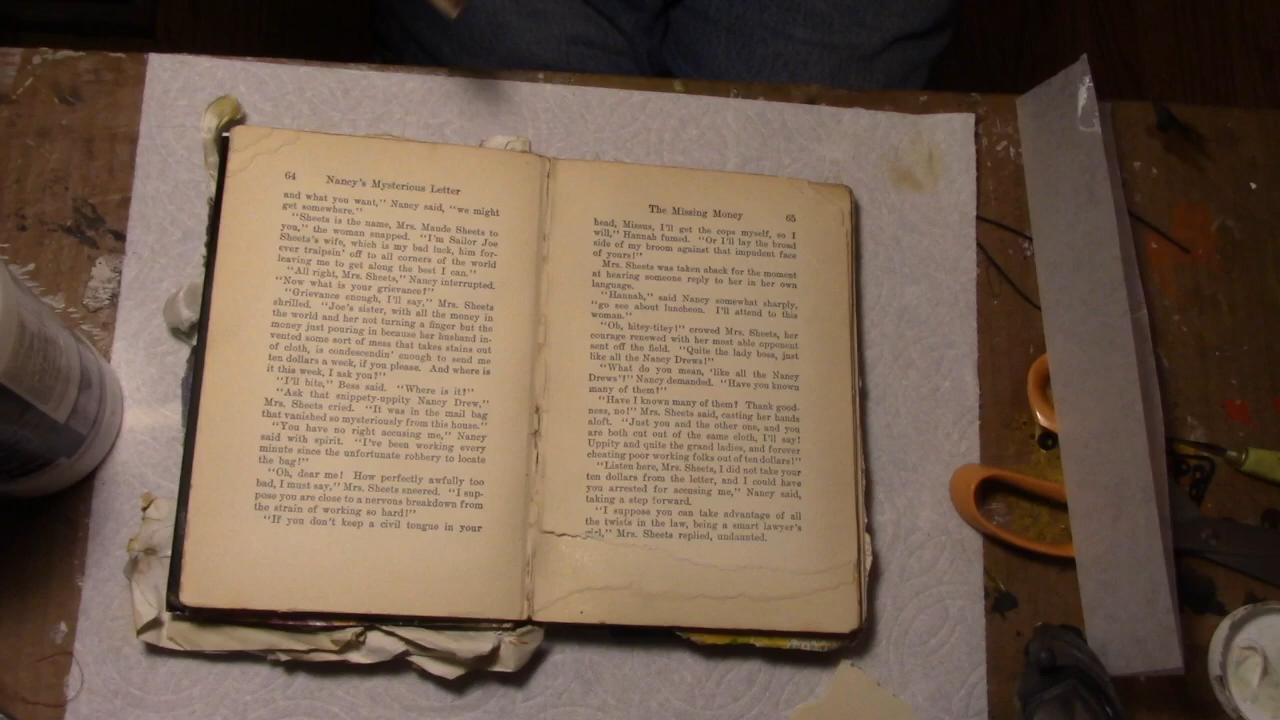 64 Nancy's Mysterious Letter
and what you want," Nancy said, "we might
get somewhere."
"Sheets is the name, Mrs. Maude Sheets to
you," the woman snapped. "I'm Sailor Joe
Sheets's wife, which is my bad luck, him for-
ever traipsin' off to all corners of the world
leaving me to get along the best I can."
"All right, Mrs. Sheets," Nancy interrupted.
"Now what is your grievance?"
"Grievance enough, I'll say," Mrs. Sheets
shrilled. "Joe's sister, with all the money in
the world and her not turning a finger but the
money just pouring in because her husband in-
vented some sort of mess that takes stains out
of cloth, is condescendin' enough to send me
ten dollars a week, if you please. And where is
it this week, I ask you?"
"I'll bite," Bess said. "Where is it?"
"Ask that snippety-uppity Nancy Drew,"
Mrs. Sheets cried. "It was in the mail bag
that vanished so mysteriously from this house."
"You have no right accusing me," Nancy
said with spirit. "I've been working every
minute since the unfortunate robbery to locate
the bag!"
"Oh, dear me! How perfectly awfully too
bad, I must say," Mrs. Sheets sneered. "I sup-
pose you are close to a nervous breakdown from
the strain of working so hard!"
"If you don't keep a civil tongue in your
The Missing Money 65
head, Missus, I'll get the cops myself, so I
will," Hannah fumed. "Or I'll lay the broad
side of my broom against that impudent face
of yours!"
Mrs. Sheets was taken aback for the moment
at hearing someone reply to her in her own
language.
"Hannah," said Nancy somewhat sharply,
"go see about luncheon. I'll attend to this
woman."
"Oh, hitey-titey!" crowed Mrs. Sheets, her
courage renewed with her most able opponent
sent off the field. "Quite the lady boss, just
like all the Nancy Drews!"
"What do you mean, 'like all the Nancy
Drews'?" Nancy demanded. "Have you known
many of them?"
"Have I known many of them? Thank good-
ness, no!" Mrs. Sheets said, casting her hands
aloft. "Just you and the other one, and you
are both cut out of the same cloth, I'll say!
Uppity and quite the grand ladies, and forever
cheating poor working folks out of ten dollars!"
"Listen here, Mrs. Sheets, I did not take your
ten dollars from the letter, and I could have
you arrested for accusing me," Nancy said,
taking a step forward.
"I suppose you can take advantage of all
the twists in the law, being a smart lawyer's
girl," Mrs. Sheets replied, undaunted.